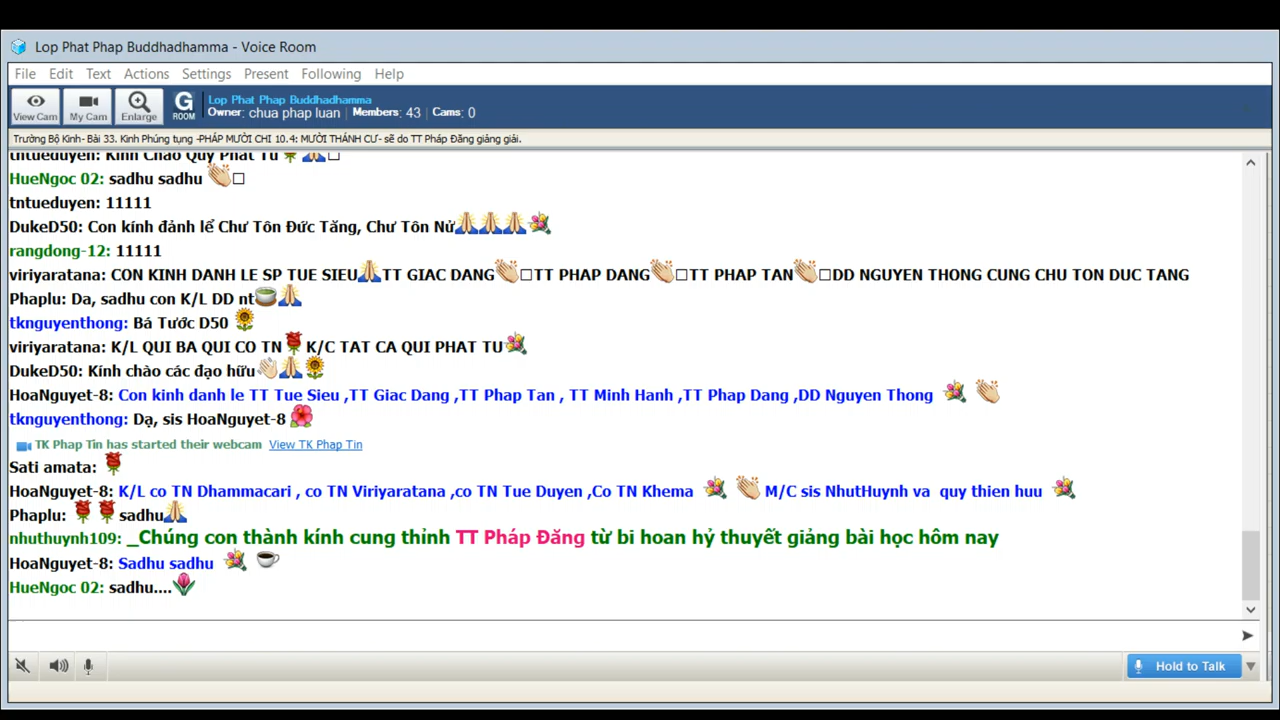 Lop Phat Phap Buddhadhamma - Voice Room
File Edit Text Actions Settings Present Following Help
View Cam My Cam Enlarge G ROOM Lop Phat Phap Buddhadhamma
Owner: chua phap luan | Members: 43 | Cams: 0
Trường Bộ Kinh- Bài 33. Kinh Phúng tụng -PHÁP MƯỜI CHI 10.4: MƯỜI THÁNH CƯ- sẽ do TT Pháp Đăng giảng giải.
tntueduyen: Kính Chào Quý Phật Tử
HueNgoc 02: sadhu sadhu
tntueduyen: 11111
DukeD50: Con kính đảnh lể Chư Tôn Đức Tăng, Chư Tôn Nử
rangdong-12: 11111
viriyaratana: CON KINH DANH LE SP TUE SIEU TT GIAC DANG TT PHAP DANG TT PHAP TAN DD NGUYEN THONG CUNG CHU TON DUC TANG
Phaplu: Da, sadhu con K/L DD nt
tknguyenthong: Bá Tước D50
viriyaratana: K/L QUI BA QUI CO TN K/C TAT CA QUI PHAT TU
DukeD50: Kính chào các đạo hữu
HoaNguyet-8: Con kinh danh le TT Tue Sieu ,TT Giac Dang ,TT Phap Tan , TT Minh Hanh ,TT Phap Dang ,DD Nguyen Thong
tknguyenthong: Dạ, sis HoaNguyet-8
TK Phap Tin has started their webcam View TK Phap Tin
Sati amata:
HoaNguyet-8: K/L co TN Dhammacari , co TN Viriyaratana ,co TN Tue Duyen ,Co TN Khema M/C sis NhutHuynh va quy thien huu
Phaplu: sadhu
nhuthuynh109: _Chúng con thành kính cung thỉnh TT Pháp Đăng từ bi hoan hỷ thuyết giảng bài học hôm nay
HoaNguyet-8: Sadhu sadhu
HueNgoc 02: sadhu....
Hold to Talk